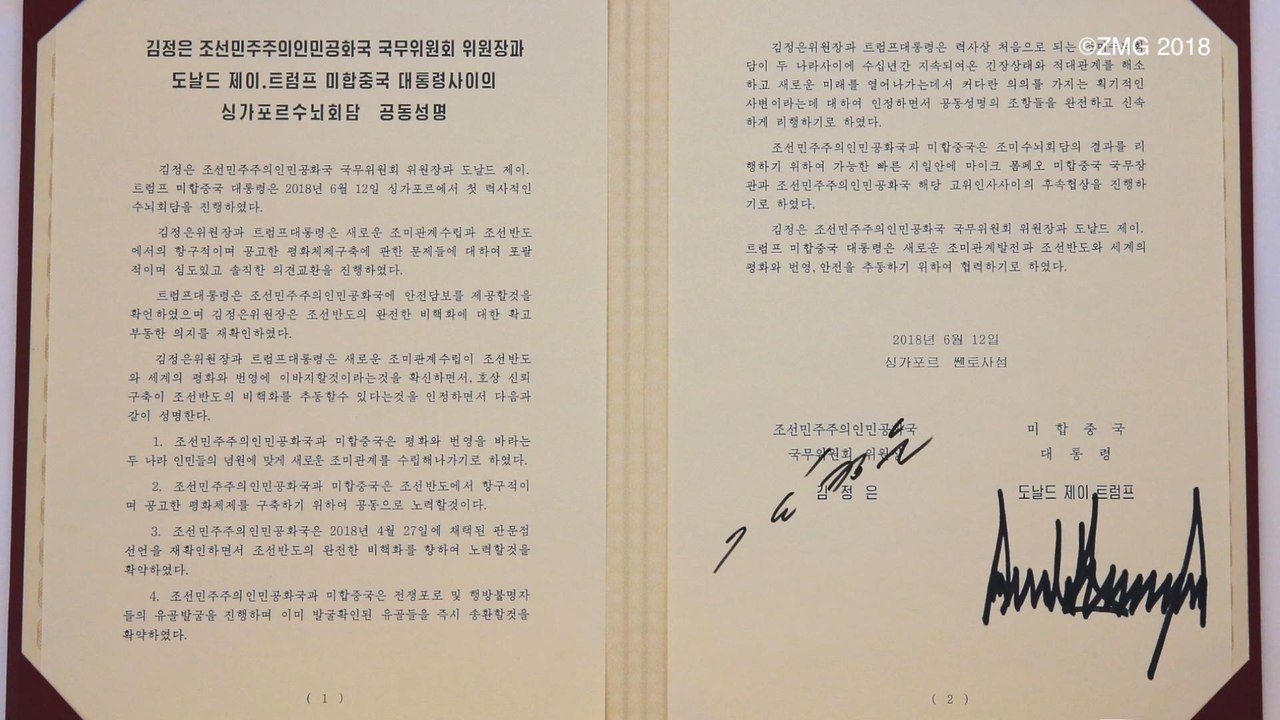 김정은 조선민주주의인민공화국 국무위원회 위원장과
도날드 제이.트럼프 미합중국 대통령사이의
싱가포르수뇌회담 공동성명
김정은 조선민주주의인민공화국 국무위원회 위원장과 도날드 제이.
트럼프 미합중국 대통령은 2018년 6월 12일 싱가포르에서 첫 력사적인
수뇌회담을 진행하였다.
김정은위원장과 트럼프대통령은 새로운 조미관계수립과 조선반도
에서의 항구적이며 공고한 평화체제구축에 관한 문제들에 대하여 포괄
적이며 심도있고 솔직한 의견교환을 진행하였다.
트럼프대통령은 조선민주주의인민공화국에 안전담보를 제공할것을
확언하였으며 김정은위원장은 조선반도의 완전한 비핵화에 대한 확고
부동한 의지를 재확인하였다.
김정은위원장과 트럼프대통령은 새로운 조미관계수립이 조선반도
와 세계의 평화와 번영에 이바지할것이라는것을 확신하면서, 호상 신뢰
구축이 조선반도의 비핵화를 추동할수 있다는것을 인정하면서 다음과
같이 성명한다.
1. 조선민주주의인민공화국과 미합중국은 평화와 번영을 바라는
두 나라 인민들의 념원에 맞게 새로운 조미관계를 수립해나가기로 하였다.
2. 조선민주주의인민공화국과 미합중국은 조선반도에서 항구적이
며 공고한 평화체제를 구축하기 위하여 공동으로 노력할것이다.
3. 조선민주주의인민공화국은 2018년 4월 27일에 채택된 판문점
선언을 재확인하면서 조선반도의 완전한 비핵화를 향하여 노력할것을
확약하였다.
4. 조선민주주의인민공화국과 미합중국은 전쟁포로 및 행방불명자
들의 유골발굴을 진행하며 이미 발굴확인된 유골들을 즉시 송환할것을
확약하였다.
( 1 )
©ZMG 2018
김정은위원장과 트럼프대통령은 력사상 처음으로 되는
담이 두 나라사이에 수십년간 지속되여온 긴장상태와 적대관계를 해소
하고 새로운 미래를 열어나가는데서 커다란 의의를 가지는 획기적인
사변이라는데 대하여 인정하면서 공동성명의 조항들을 완전하고 신속
하게 리행하기로 하였다.
조선민주주의인민공화국과 미합중국은 조미수뇌회담의 결과를 리
행하기 위하여 가능한 빠른 시일안에 마이크 폼페오 미합중국 국무장
관과 조선민주주의인민공화국 해당 고위인사사이의 후속협상을 진행하
기로 하였다.
김정은 조선민주주의인민공화국 국무위원회 위원장과 도날드 제이.
트럼프 미합중국 대통령은 새로운 조미관계발전과 조선반도와 세계의
평화와 번영, 안전을 추동하기 위하여 협력하기로 하였다.
2018년 6월 12일
싱가포르 쎈토사섬
조선민주주의인민공화국
국무위원회 위원장
김 정 은
미 합 중 국
대 통 령
도날드 제이.트럼프
( 2 )